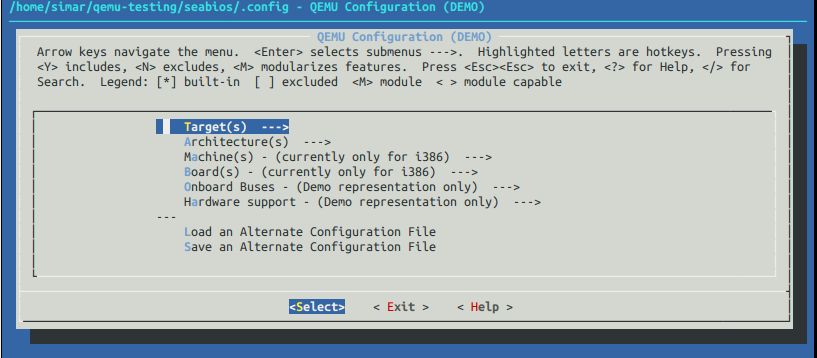 /home/simar/qemu-testing/seabios/.config - QEMU Configuration (DEMO)
QEMU Configuration (DEMO)
Arrow keys navigate the menu.  <Enter> selects submenus --->.  Highlighted letters are hotkeys.  Pressing
<Y> includes, <N> excludes, <M> modularizes features.  Press <Esc><Esc> to exit, <?> for Help, </> for
Search.  Legend: [*] built-in  [ ] excluded  <M> module  < > module capable
Target(s)  --->
Architecture(s)  --->
Machine(s) - (currently only for i386)  --->
Board(s) - (currently only for i386)  --->
Onboard Buses - (Demo representation only)  --->
Hardware support - (Demo representation only)  --->
---
Load an Alternate Configuration File
Save an Alternate Configuration File
<Select>    < Exit >    < Help >